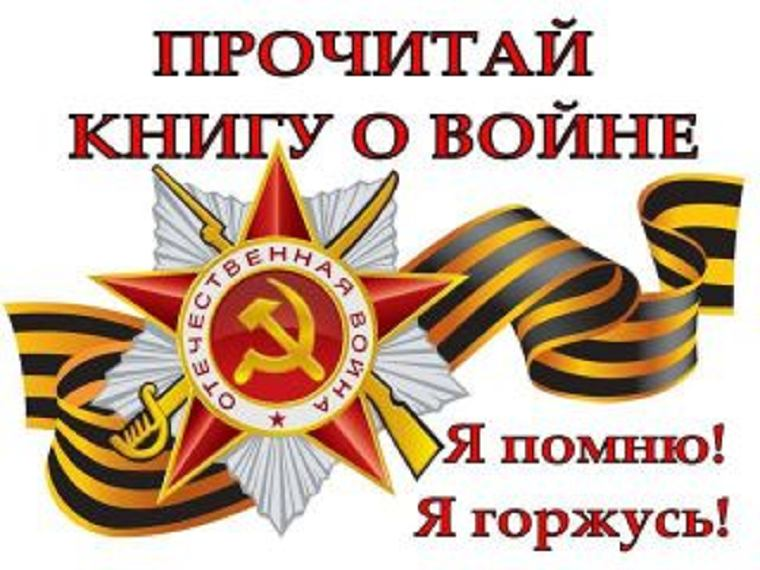 ПРОЧИТАЙ
КНИГУ О ВОЙНЕ
ОТЕЧЕСТВЕННАЯ ВОЙНА
Я помню!
Я горжусь!